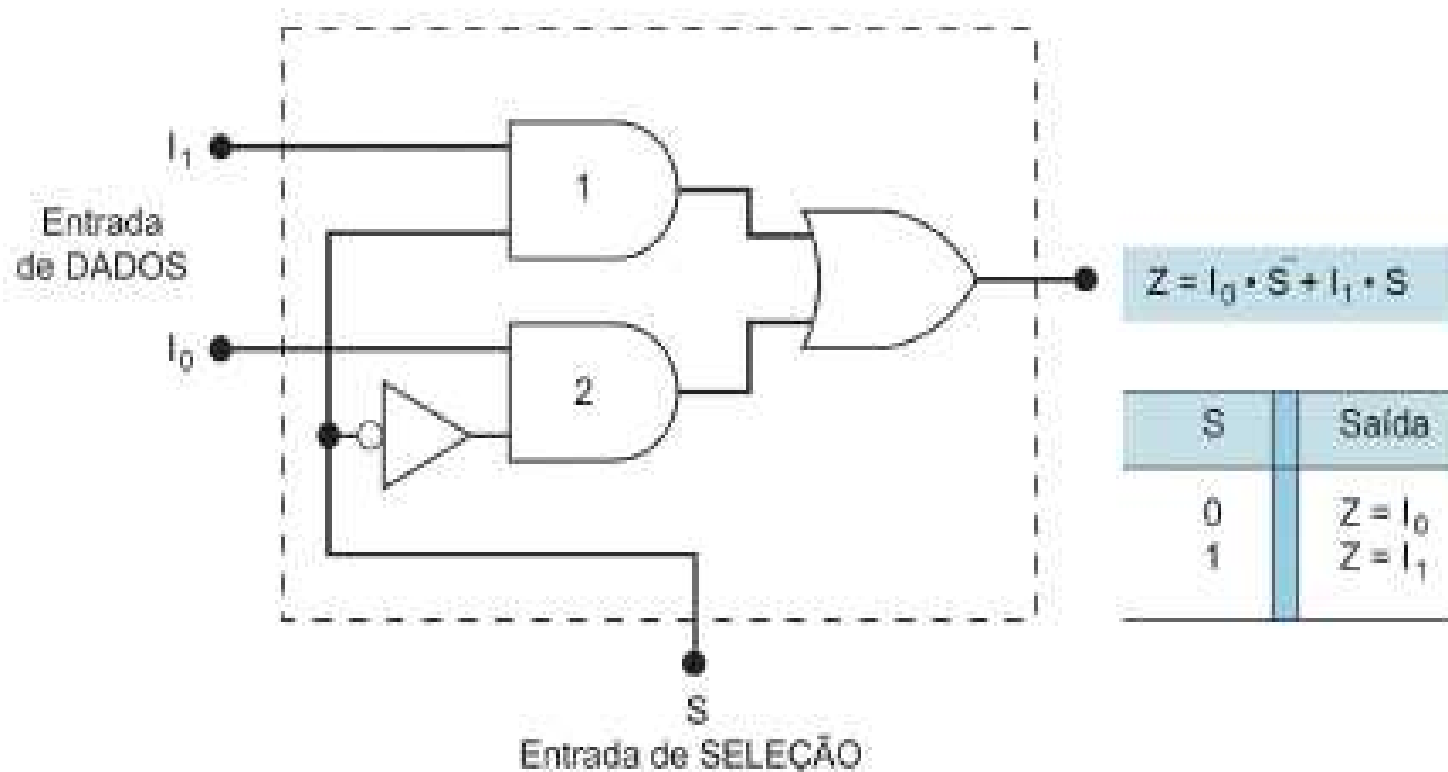 I₁
1
Entrada
de DADOS
Z = I₀ • S̅ + I₁ • S
I₀
2
S Saída
0 Z = I₀
1 Z = I₁
S
Entrada de SELEÇÃO